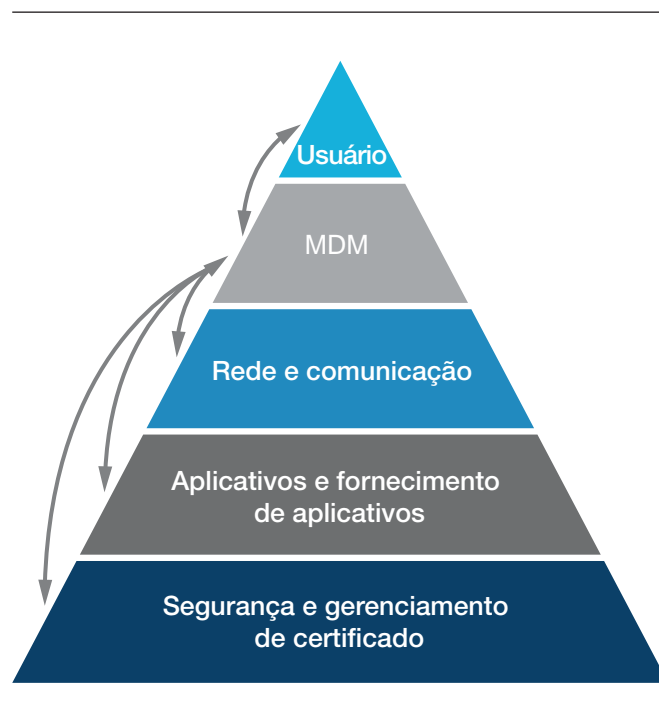 Usuário
MDM
Rede e comunicação
Aplicativos e fornecimento
de aplicativos
Segurança e gerenciamento
de certificado